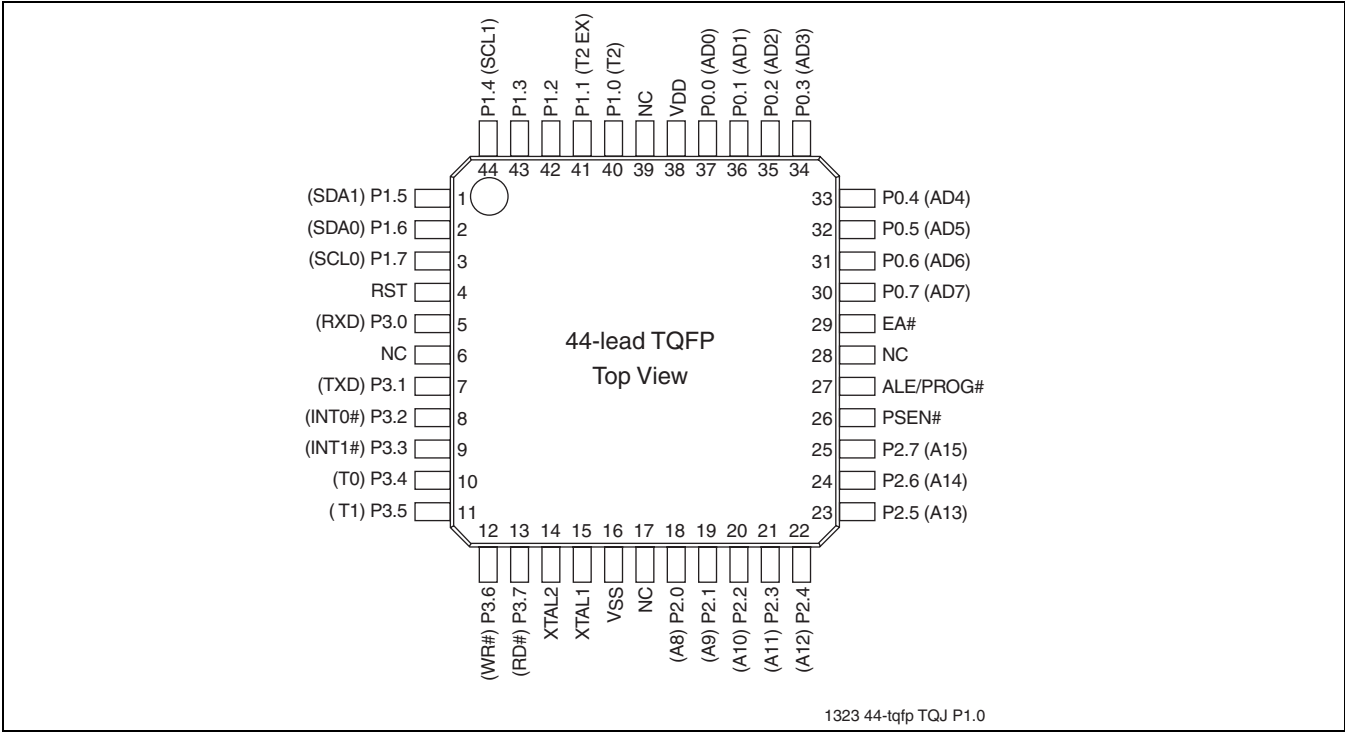 P1.4 (SCL1)
P1.3
P1.2
P1.1 (T2 EX)
P1.0 (T2)
NC
VDD
P0.0 (AD0)
P0.1 (AD1)
P0.2 (AD2)
P0.3 (AD3)
44 43 42 41 40 39 38 37 36 35 34
(SDA1) P1.5 1
(SDA0) P1.6 2
(SCL0) P1.7 3
RST 4
(RXD) P3.0 5
NC 6
(TXD) P3.1 7
(INT0#) P3.2 8
(INT1#) P3.3 9
(T0) P3.4 10
( T1) P3.5 11
44-lead TQFP
Top View
33 P0.4 (AD4)
32 P0.5 (AD5)
31 P0.6 (AD6)
30 P0.7 (AD7)
29 EA#
28 NC
27 ALE/PROG#
26 PSEN#
25 P2.7 (A15)
24 P2.6 (A14)
23 P2.5 (A13)
12 13 14 15 16 17 18 19 20 21 22
(WR#) P3.6
(RD#) P3.7
XTAL2
XTAL1
VSS
NC
(A8) P2.0
(A9) P2.1
(A10) P2.2
(A11) P2.3
(A12) P2.4
1323 44-tqfp TQJ P1.0